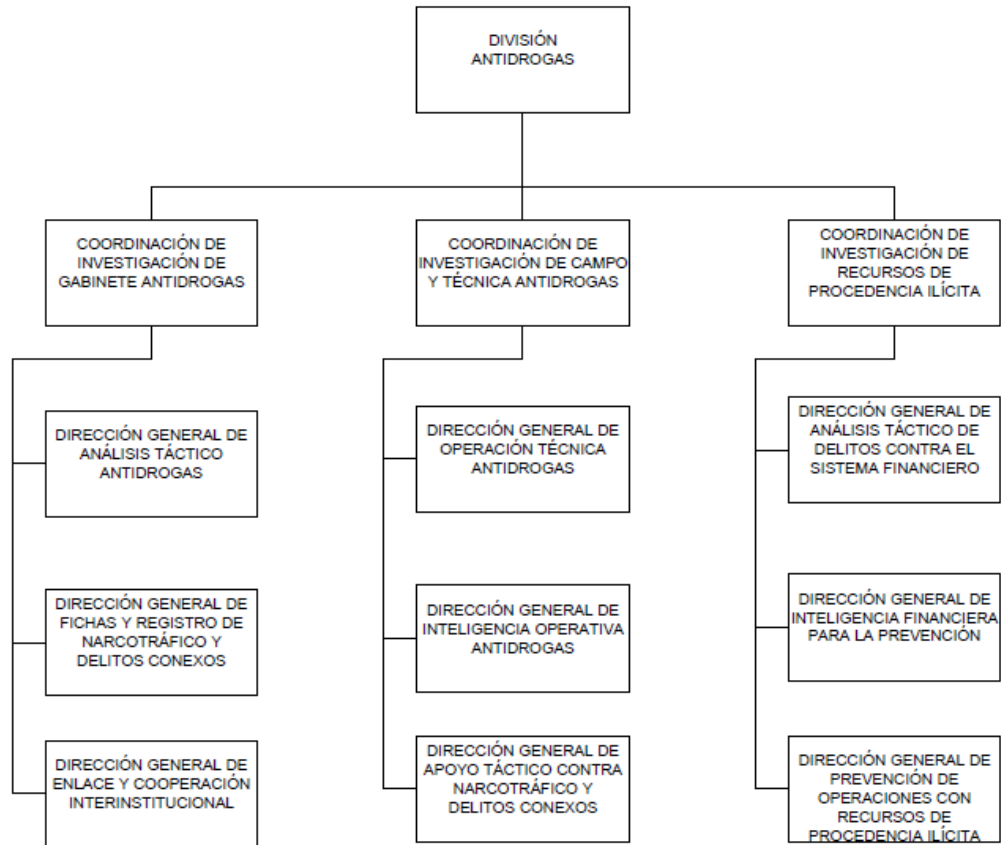 DIVISIÓN
ANTIDROGAS
COORDINACIÓN DE
INVESTIGACIÓN DE
GABINETE ANTIDROGAS
COORDINACIÓN DE
INVESTIGACIÓN DE CAMPO
Y TÉCNICA ANTIDROGAS
COORDINACIÓN DE
INVESTIGACIÓN DE
RECURSOS DE
PROCEDENCIA ILÍCITA
DIRECCIÓN GENERAL DE
ANÁLISIS TÁCTICO
ANTIDROGAS
DIRECCIÓN GENERAL DE
OPERACIÓN TÉCNICA
ANTIDROGAS
DIRECCIÓN GENERAL DE
ANÁLISIS TÁCTICO DE
DELITOS CONTRA EL
SISTEMA FINANCIERO
DIRECCIÓN GENERAL DE
FICHAS Y REGISTRO DE
NARCOTRÁFICO Y
DELITOS CONEXOS
DIRECCIÓN GENERAL DE
INTELIGENCIA OPERATIVA
ANTIDROGAS
DIRECCIÓN GENERAL DE
INTELIGENCIA FINANCIERA
PARA LA PREVENCIÓN
DIRECCIÓN GENERAL DE
ENLACE Y COOPERACIÓN
INTERINSTITUCIONAL
DIRECCIÓN GENERAL DE
APOYO TÁCTICO CONTRA
NARCOTRÁFICO Y
DELITOS CONEXOS
DIRECCIÓN GENERAL DE
PREVENCIÓN DE
OPERACIONES CON
RECURSOS DE
PROCEDENCIA ILÍCITA